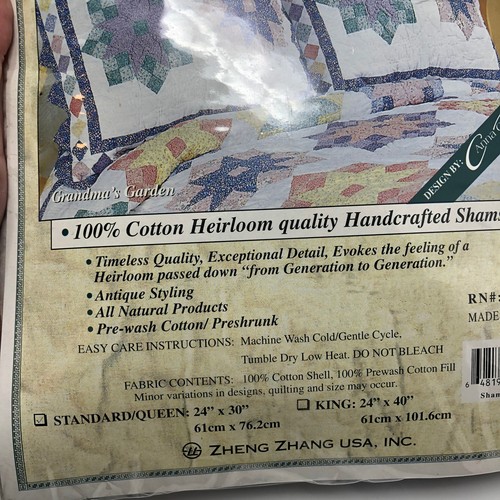 Grandma's Garden
DESIGN BY:
• 100% Cotton Heirloom quality Handcrafted Shams
• Timeless Quality, Exceptional Detail, Evokes the feeling of a
Heirloom passed down "from Generation to Generation."
• Antique Styling
• All Natural Products
• Pre-wash Cotton/ Preshrunk
RN#
MADE
EASY CARE INSTRUCTIONS: Machine Wash Cold/Gentle Cycle,
Tumble Dry Low Heat. DO NOT BLEACH
FABRIC CONTENTS: 100% Cotton Shell, 100% Prewash Cotton Fill
Minor variations in designs, quilting and size may occur.
6 4819
Sham
STANDARD/QUEEN: 24" x 30"
61cm x 76.2cm
KING: 24" x 40"
61cm x 101.6cm
ZHENG ZHANG USA, INC.